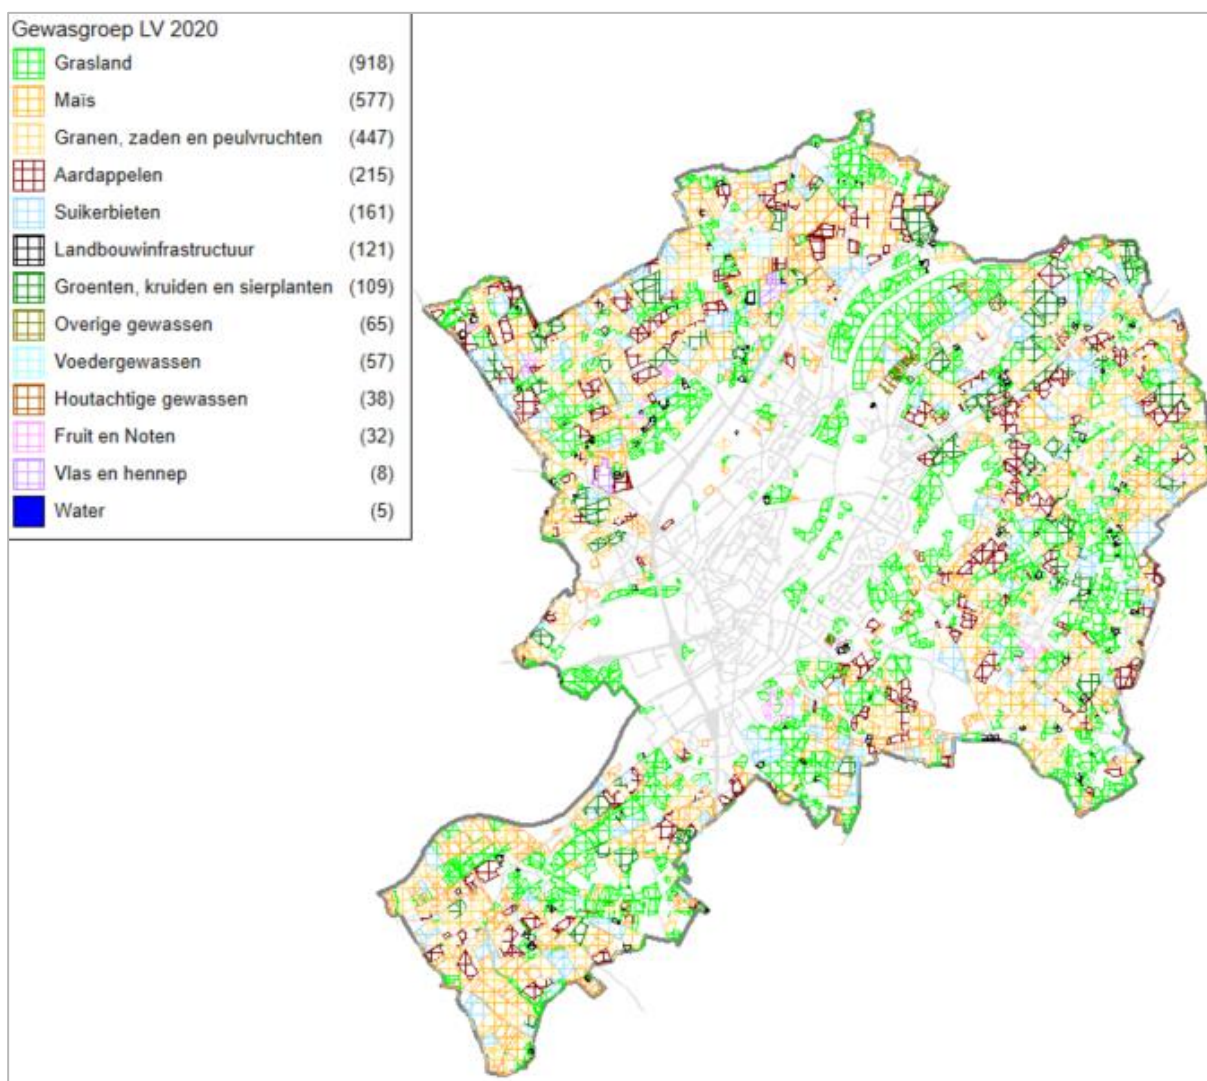 Gewasgroep LV 2020
Grasland (918)
Maïs (577)
Granen, zaden en peulvruchten (447)
Aardappelen (215)
Suikerbieten (161)
Landbouwinfrastructuur (121)
Groenten, kruiden en sierplanten (109)
Overige gewassen (65)
Voedergewassen (57)
Houtachtige gewassen (38)
Fruit en Noten (32)
Vlas en hennep (8)
Water (5)